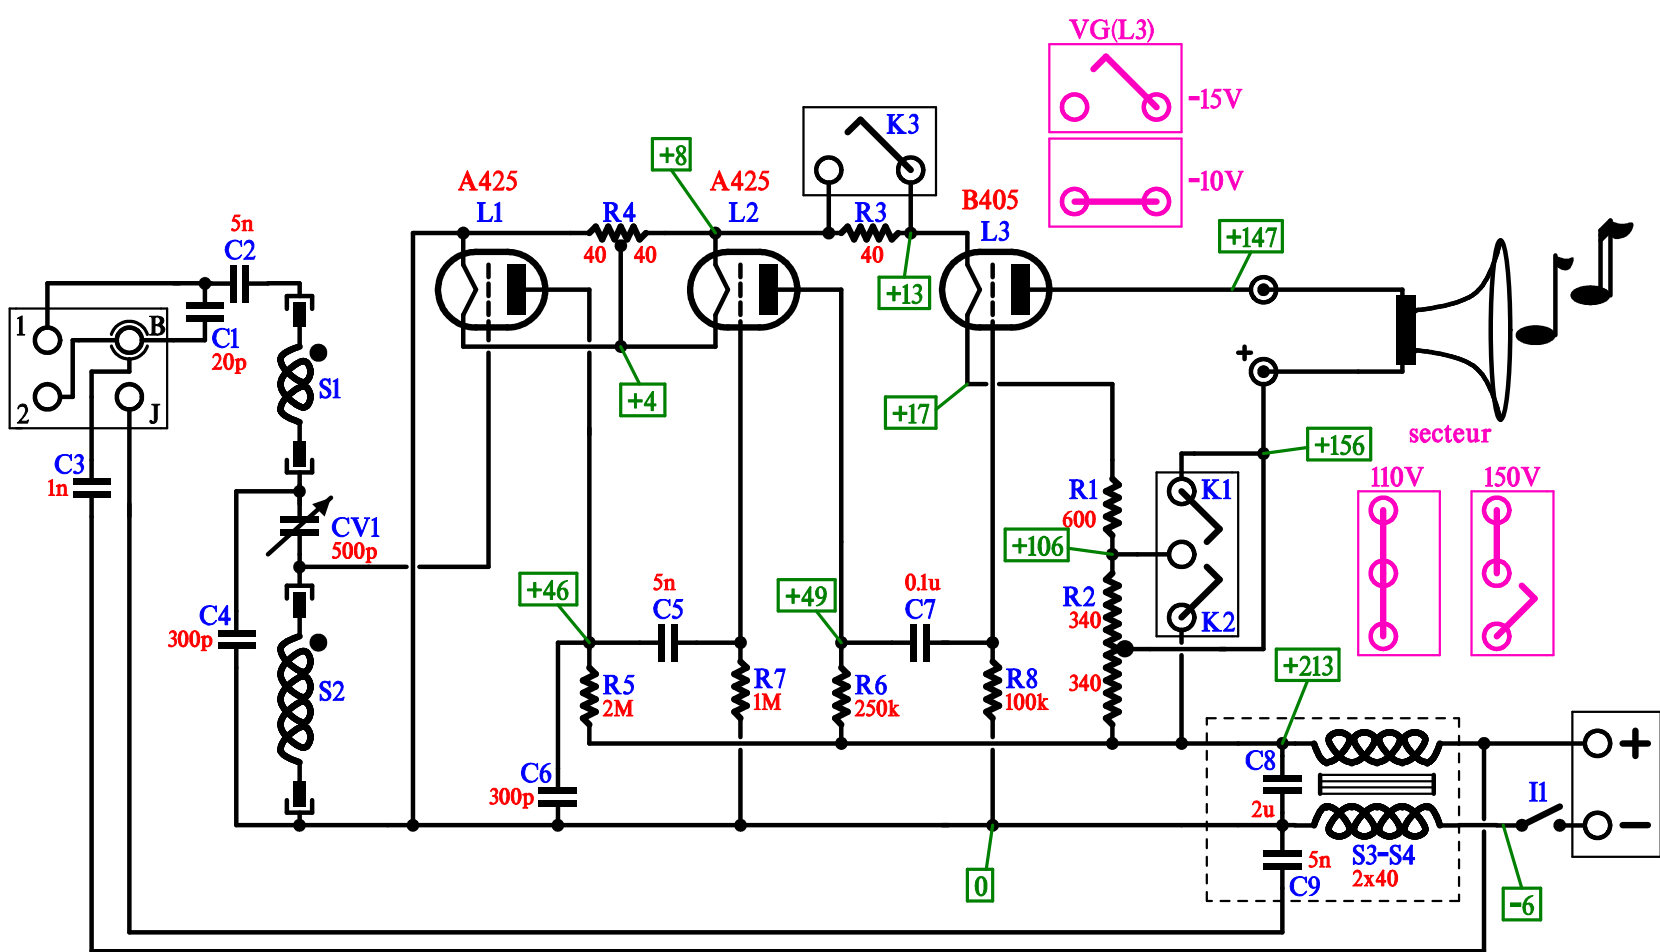 VG(L3)
-15V
-10V
K3
+8
A425
L1
R4
40 40
A425
L2
R3
40
B405
L3
+13
+147
+
5n
C2
1
B
C1
20p
2
J
S1
+4
+17
+156
secteur
110V
150V
C3
1n
CV1
500p
R1
600
K1
+106
+46
5n
C5
+49
0.1u
C7
R2
340
K2
C4
300p
S2
R5
2M
R7
1M
R6
250k
R8
100k
340
+213
C6
300p
C8
2u
+
I1
-
S3-S4
2x40
5n
C9
0
-6